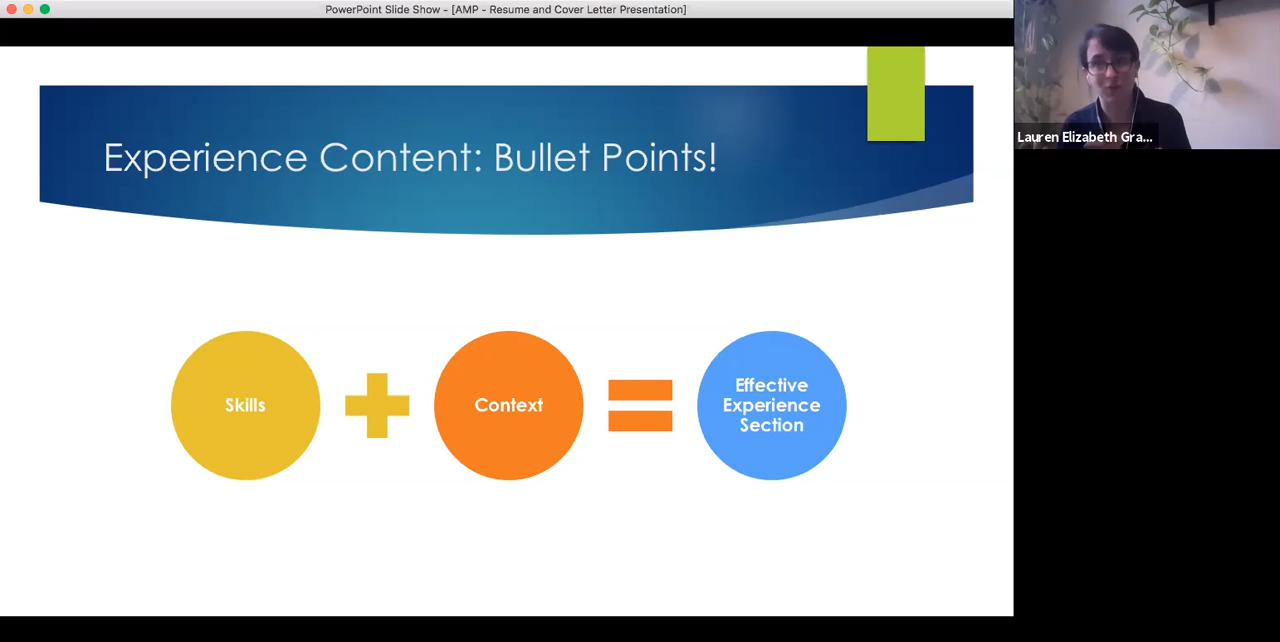 PowerPoint Slide Show - [AMP - Resume and Cover Letter Presentation]
Lauren Elizabeth Gra...
Experience Content: Bullet Points!
Skills
Context
Effective
Experience
Section